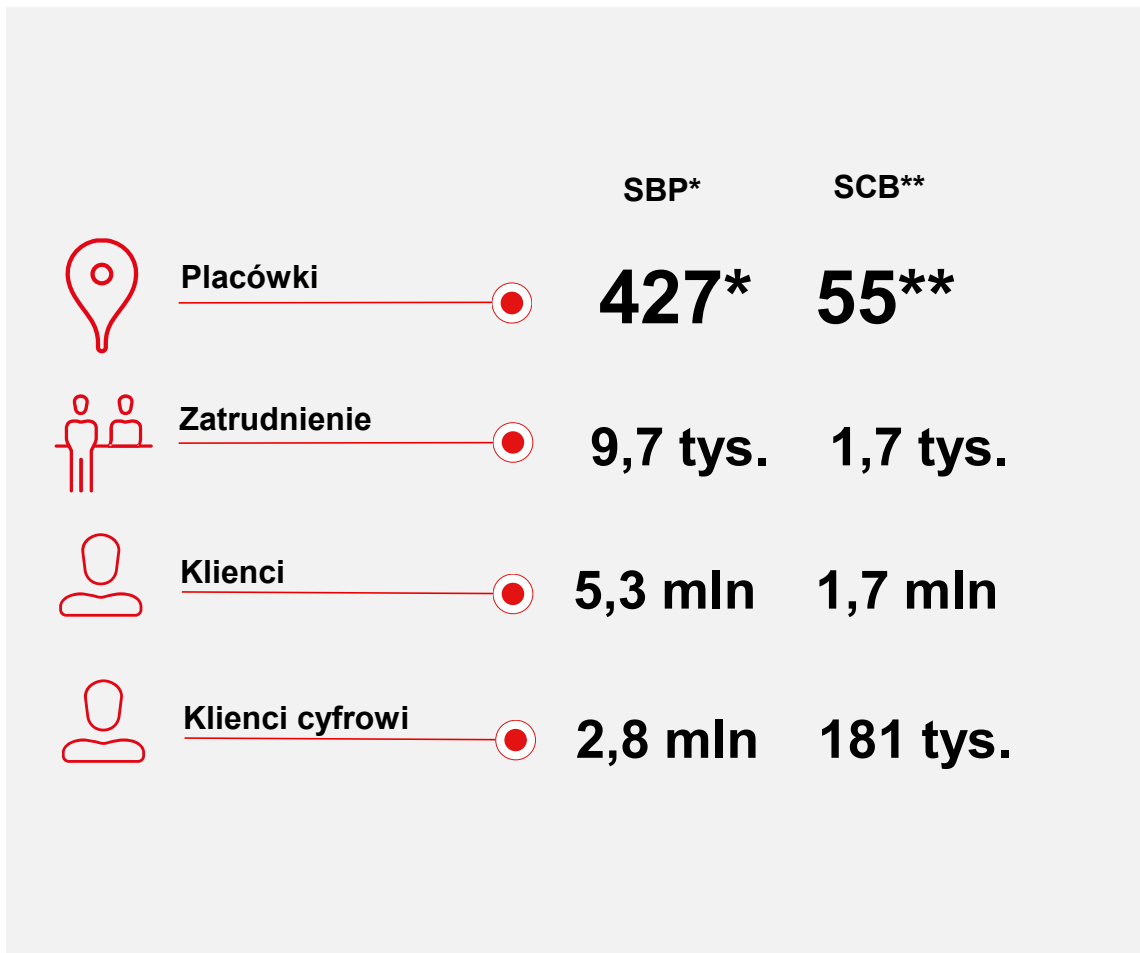 SBP* SCB**
Placówki 427* 55**
Zatrudnienie 9,7 tys. 1,7 tys.
Klienci 5,3 mln 1,7 mln
Klienci cyfrowi 2,8 mln 181 tys.